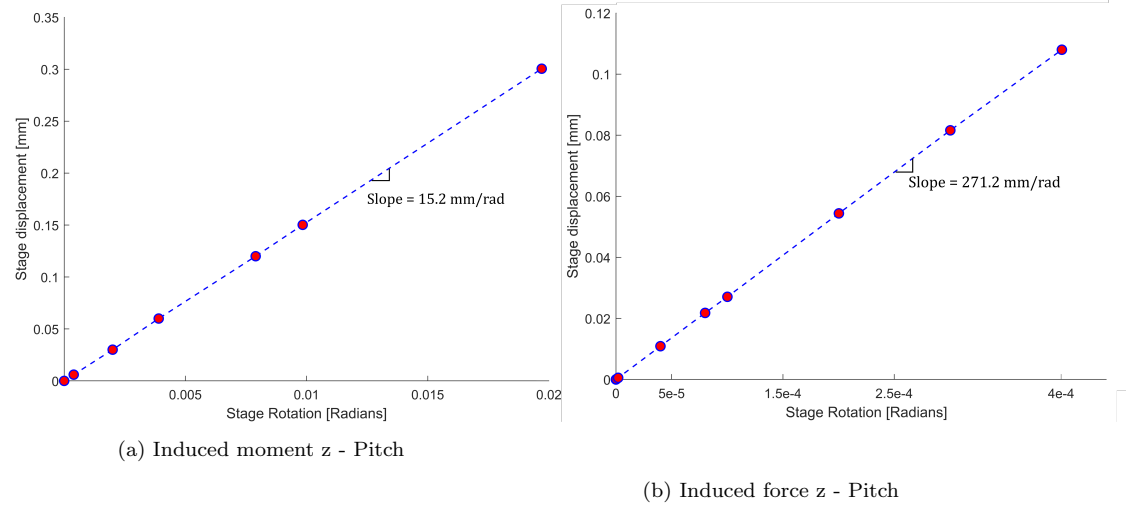 0.35
0.3
0.25
0.2
0.15
0.1
0.05
0
Stage displacement [mm]
Slope = 15.2 mm/rad
0.005
0.01
0.015
0.02
Stage Rotation [Radians]
(a) Induced moment z - Pitch
0.12
0.1
0.08
0.06
0.04
0.02
0
Stage displacement [mm]
Slope = 271.2 mm/rad
0
5e-5
1.5e-4
2.5e-4
4e-4
Stage Rotation [Radians]
(b) Induced force z - Pitch